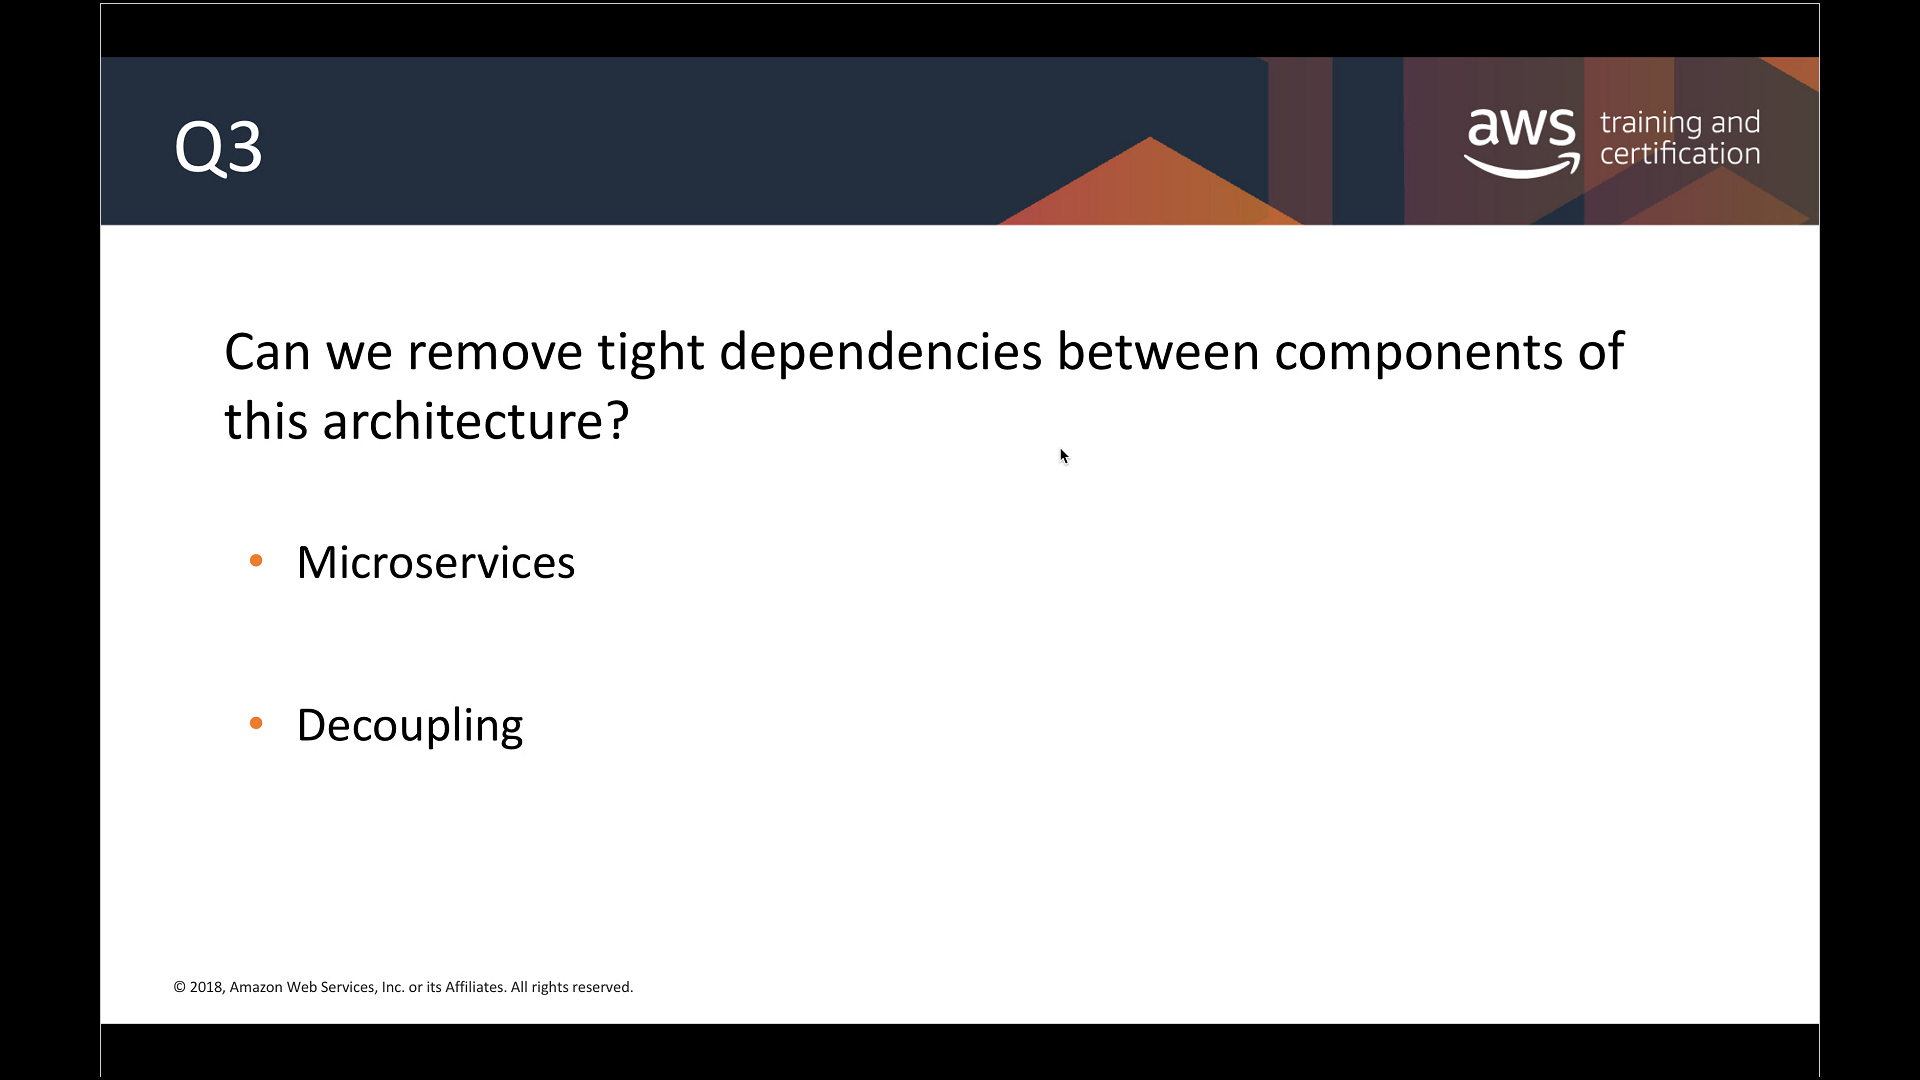 Q3
aws training and
certification
Can we remove tight dependencies between components of
this architecture?
• Microservices
• Decoupling
© 2018, Amazon Web Services, Inc. or its Affiliates. All rights reserved.